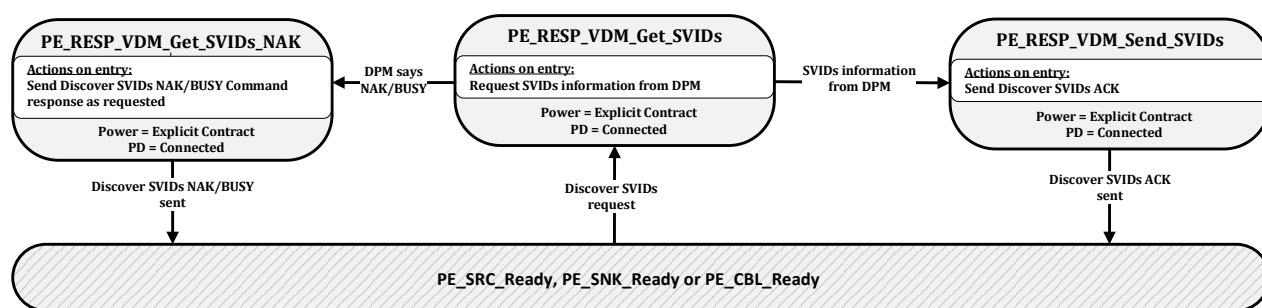 PE_RESP_VDM_Get_SVIDs_NAK
Actions on entry:
Send Discover SVIDs NAK/BUSY Command
response as requested
Power = Explicit Contract
PD = Connected
DPM says
NAK/BUSY
PE_RESP_VDM_Get_SVIDs
Actions on entry:
Request SVIDs information from DPM
Power = Explicit Contract
PD = Connected
SVIDs information
from DPM
PE_RESP_VDM_Send_SVIDs
Actions on entry:
Send Discover SVIDs ACK
Power = Explicit Contract
PD = Connected
Discover SVIDs NAK/BUSY
sent
Discover SVIDs
request
Discover SVIDs ACK
sent
PE_SRC_Ready, PE_SNK_Ready or PE_CBL_Ready